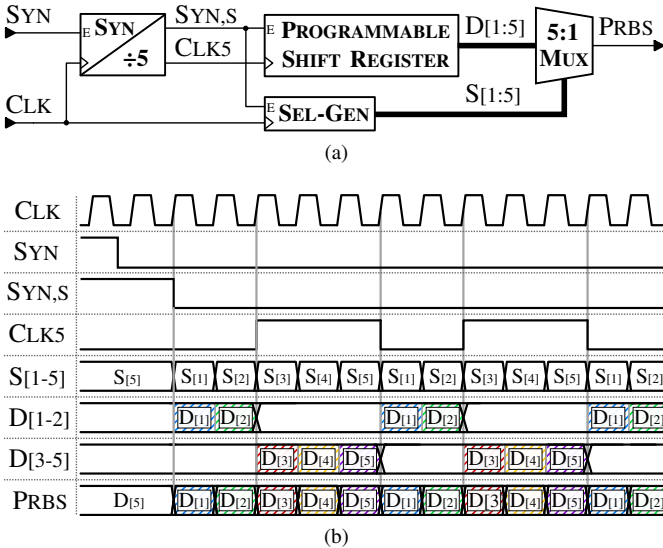 SYN SYN,S PROGRAMMABLE D[1:5] 5:1 PRBS
E SYN E SHIFT REGISTER MUX
÷5 CLK5
CLK E SEL-GEN S[1:5]
(a)
CLK
SYN
SYN,S
CLK5
S[1-5] S[5] S[1] S[2] S[3] S[4] S[5] S[1] S[2] S[3] S[4] S[5] S[1] S[2]
D[1-2] D[1] D[2] D[1] D[2] D[1] D[2]
D[3-5] D[3] D[4] D[5] D[3] D[4] D[5]
PRBS D[5] D[1] D[2] D[3] D[4] D[5] D[1] D[2] D[3 D[4] D[5] D[1] D[2]
(b)